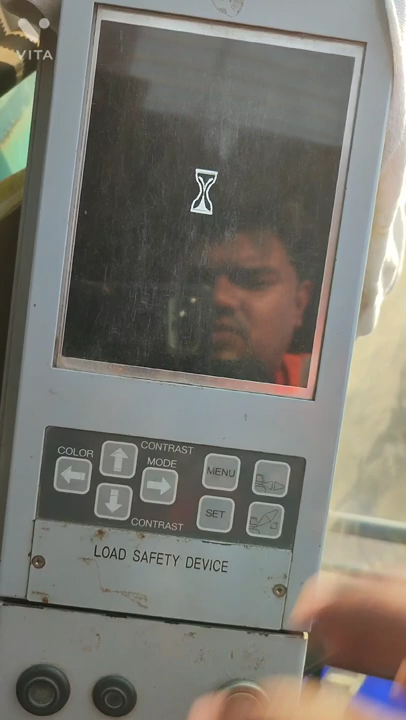 VITA
COLOR
CONTRAST
MODE
MENU
SET
CONTRAST
LOAD SAFETY DEVICE